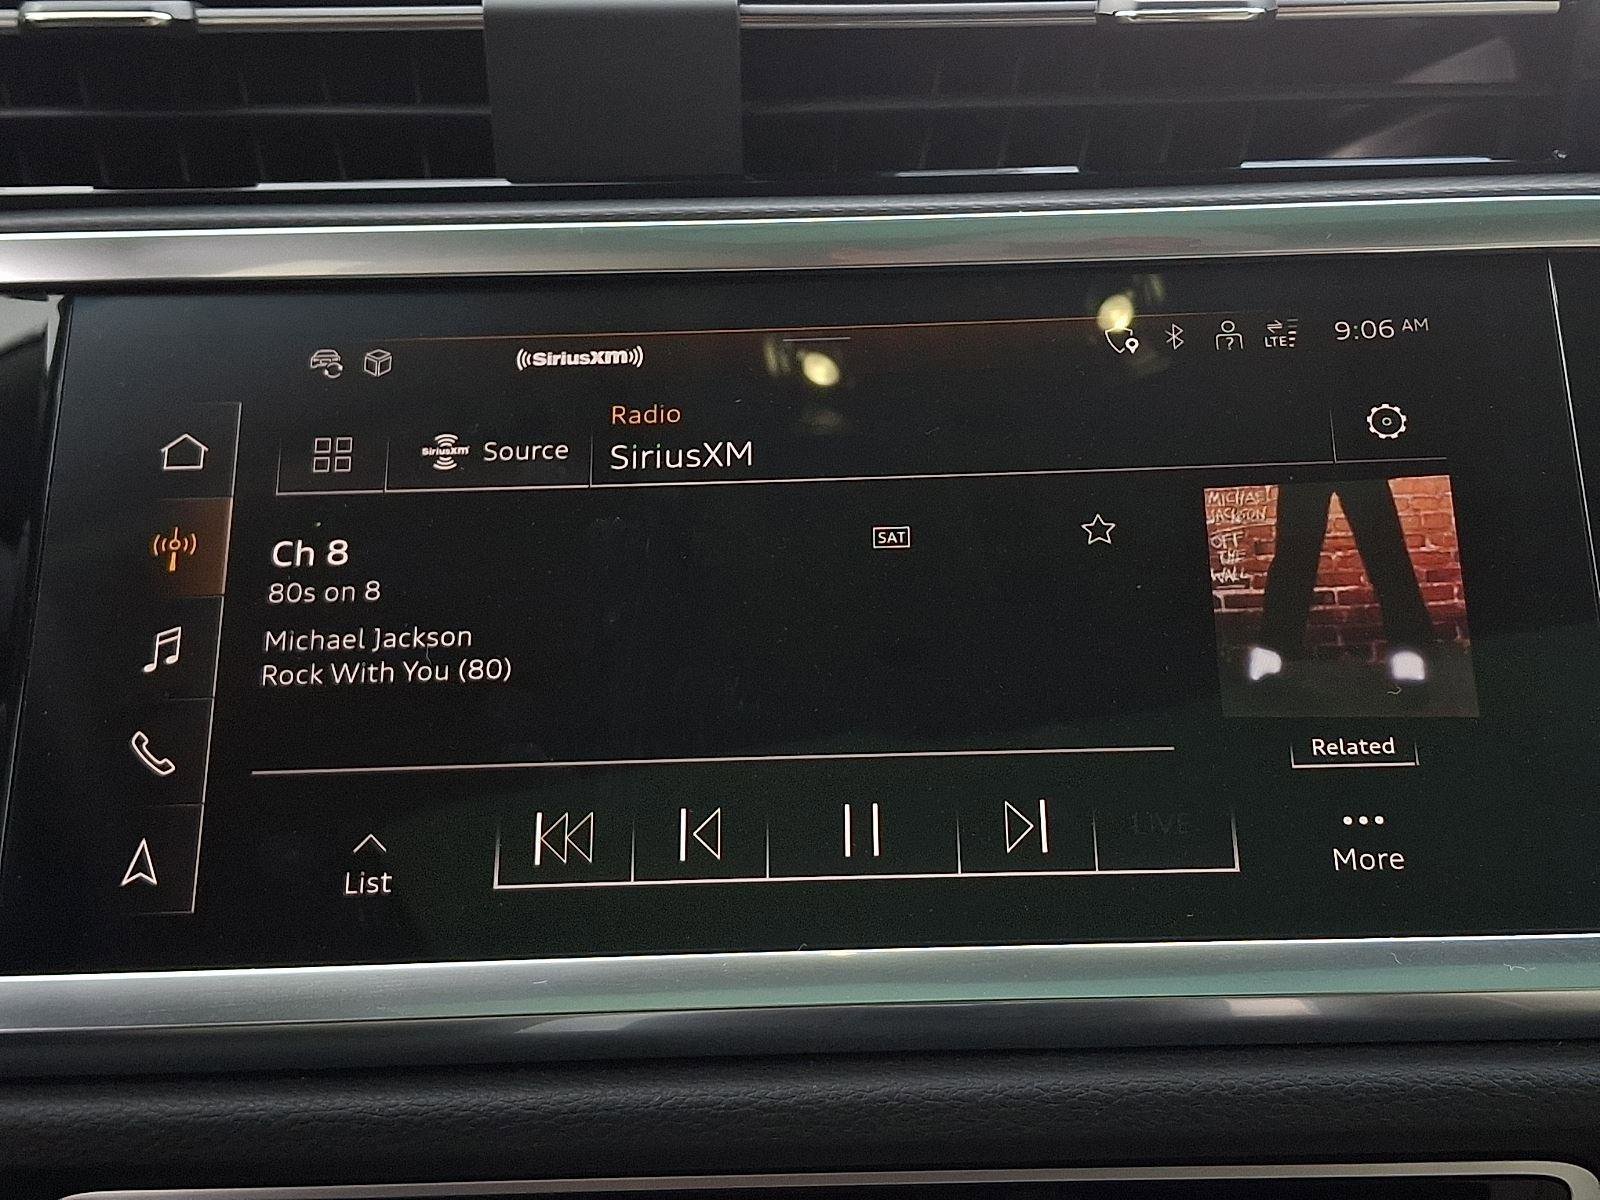 ((SiriusXM))
LTE
9:06 AM
Radio
SiriusXM Source
SiriusXM
Ch 8
SAT
80s on 8
Michael Jackson
Rock With You (80)
MICHAEL
JACKSON
OFF
THE
WALL
Related
LIVE
List
More